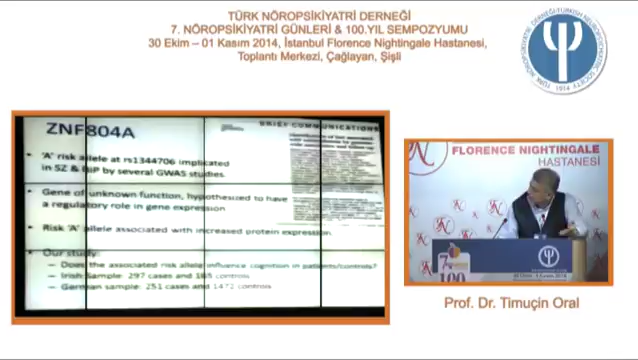 TÜRK NÖROPSİKİYATRİ DERNEĞİ
7. NÖROPSİKİYATRİ GÜNLERİ & 100.YIL SEMPOZYUMU
30 Ekim – 01 Kasım 2014, İstanbul Florence Nightingale Hastanesi,
Toplantı Merkezi, Çağlayan, Şişli
ZNF804A
BRIEF COMMUNICATIONS
• 'A' risk allele at rs1344706 implicated
in SZ & BIP by several GWAS studies.
• Gene of unknown function, hypothesized to have
a regulatory role in gene expression
• Risk 'A' allele associated with increased protein expression
• Our study:
– Does the associated risk allele influence cognition in patients/controls?
– Irish Sample: 297 cases and 165 controls
– German sample: 251 cases and 1472 controls
FLORENCE NIGHTINGALE
HASTANESİ
100
Prof. Dr. Timuçin Oral